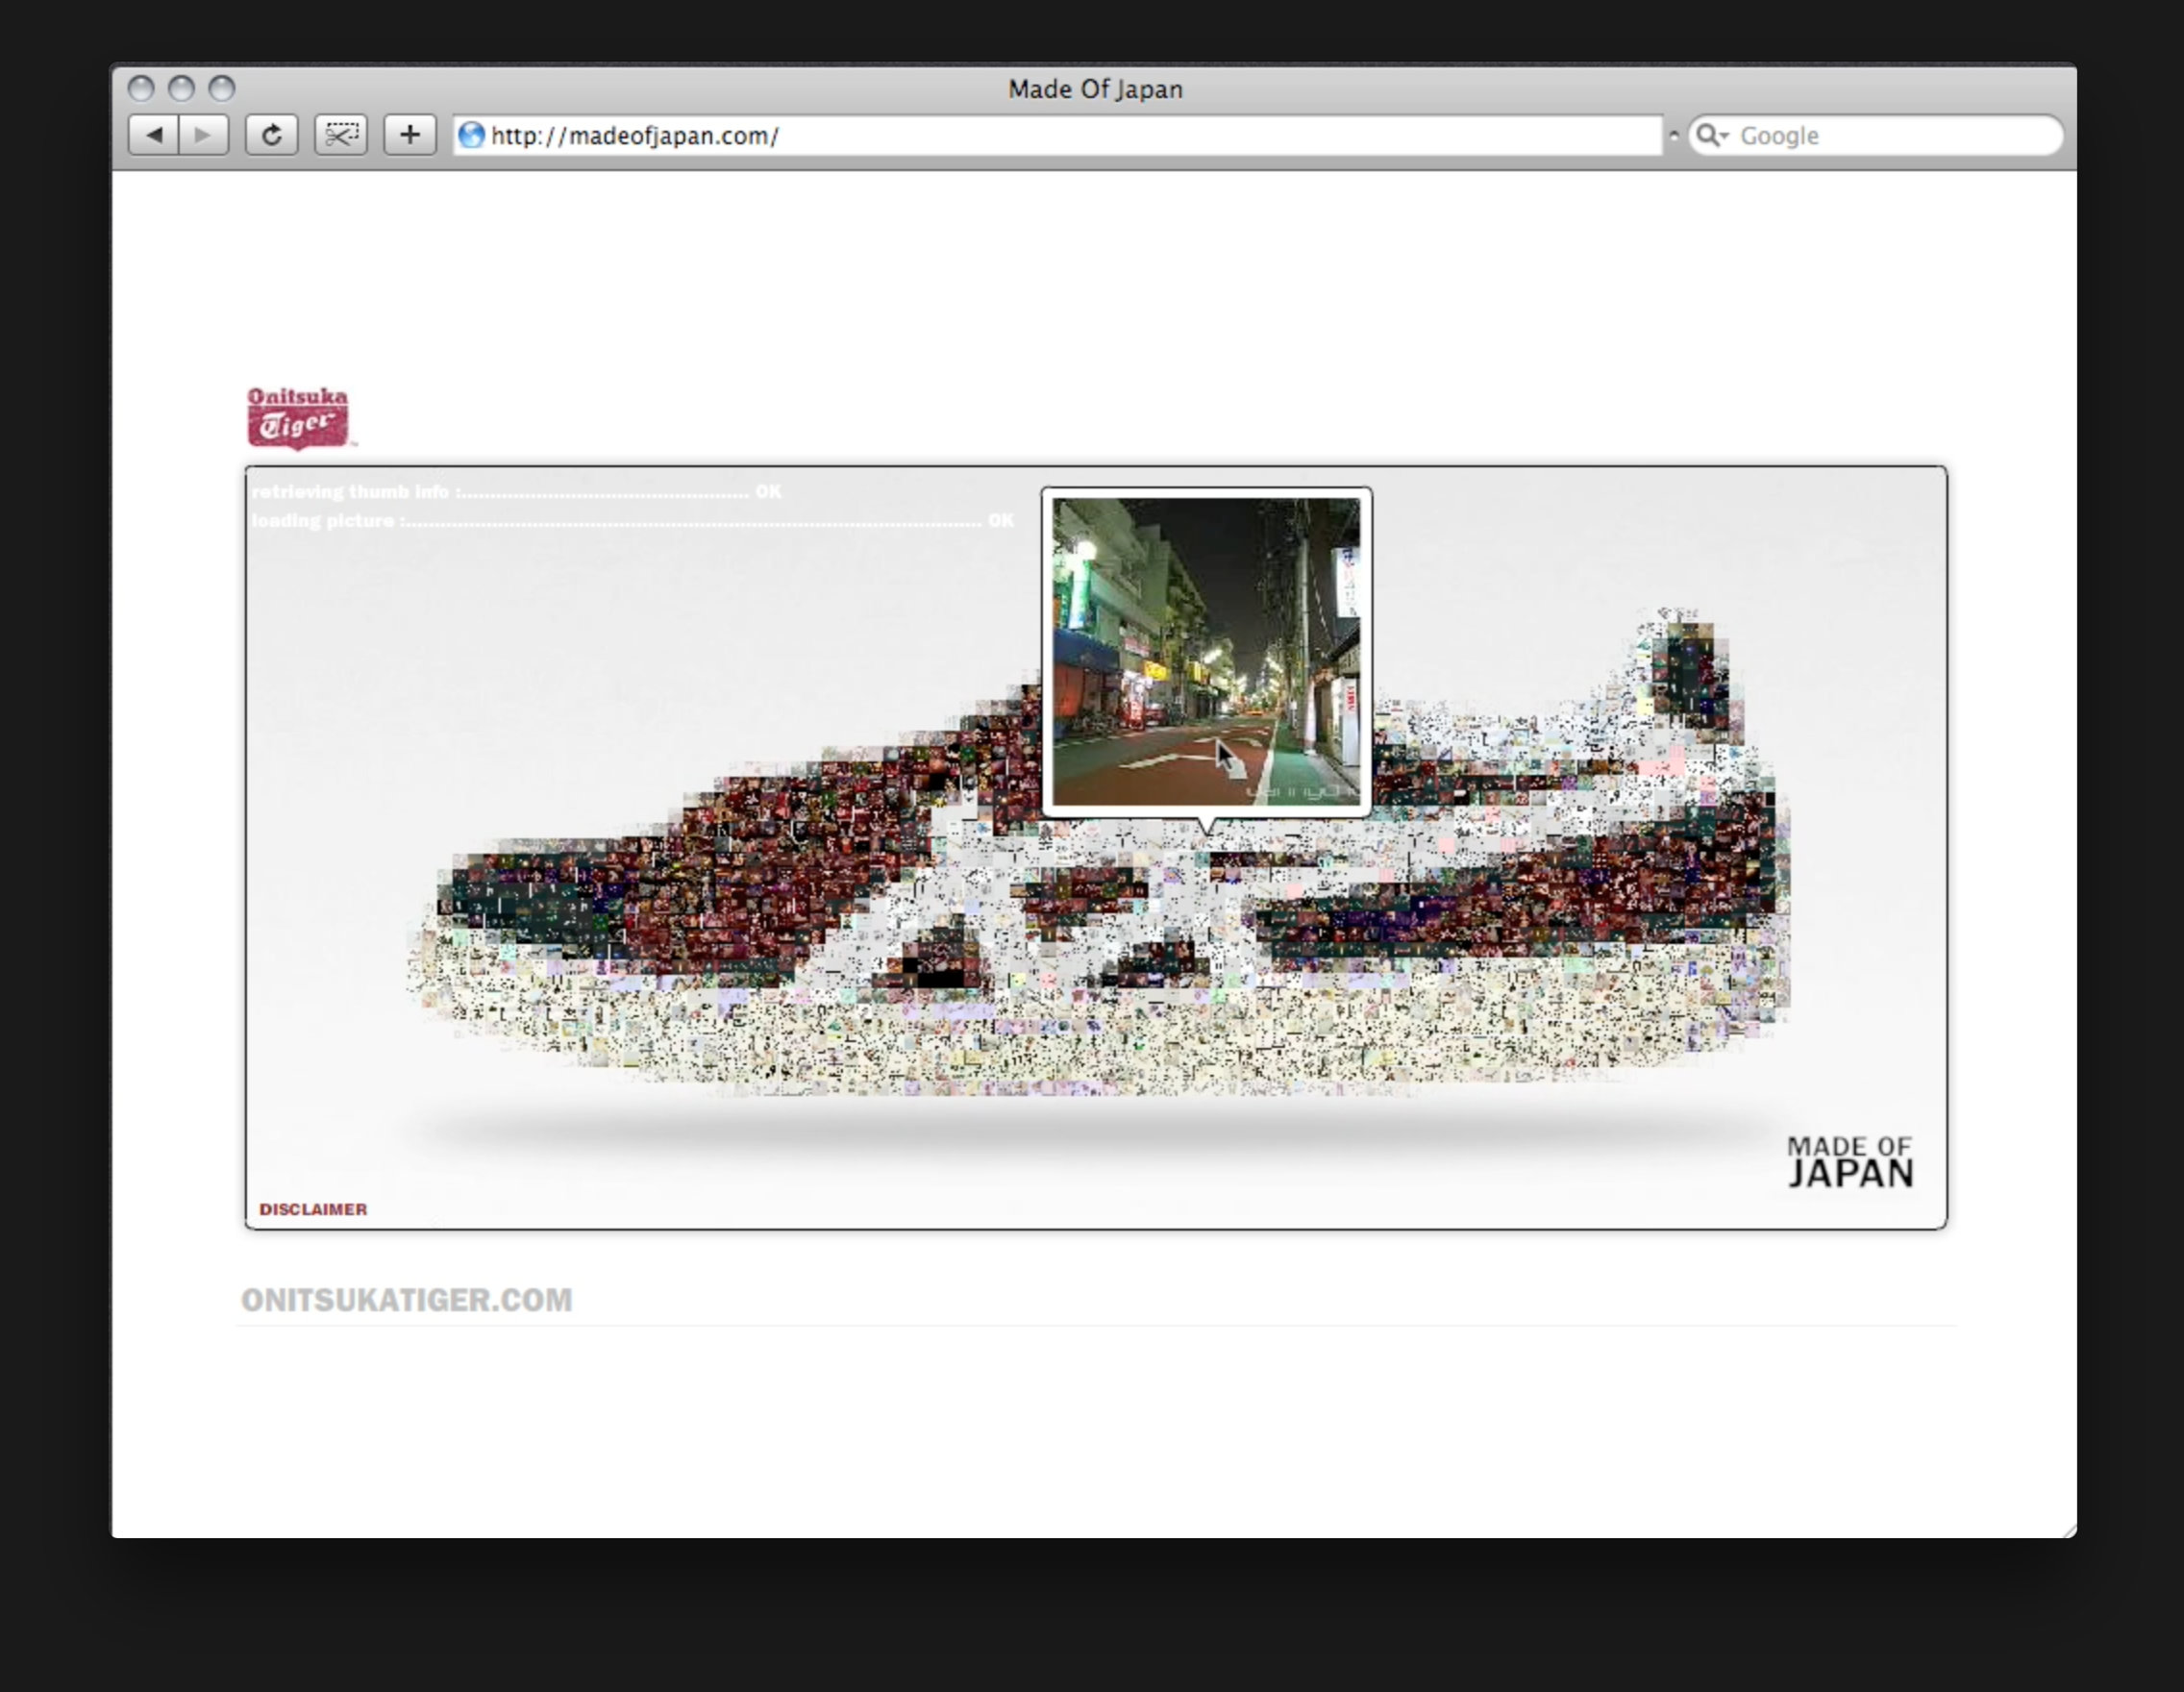 Made Of Japan
http://madeofjapan.com/
Google
Onitsuka
Tiger
retrieving thumb info :.................................................. OK
loading picture :.................................................................................................... OK
MADE OF
JAPAN
DISCLAIMER
ONITSUKATIGER.COM